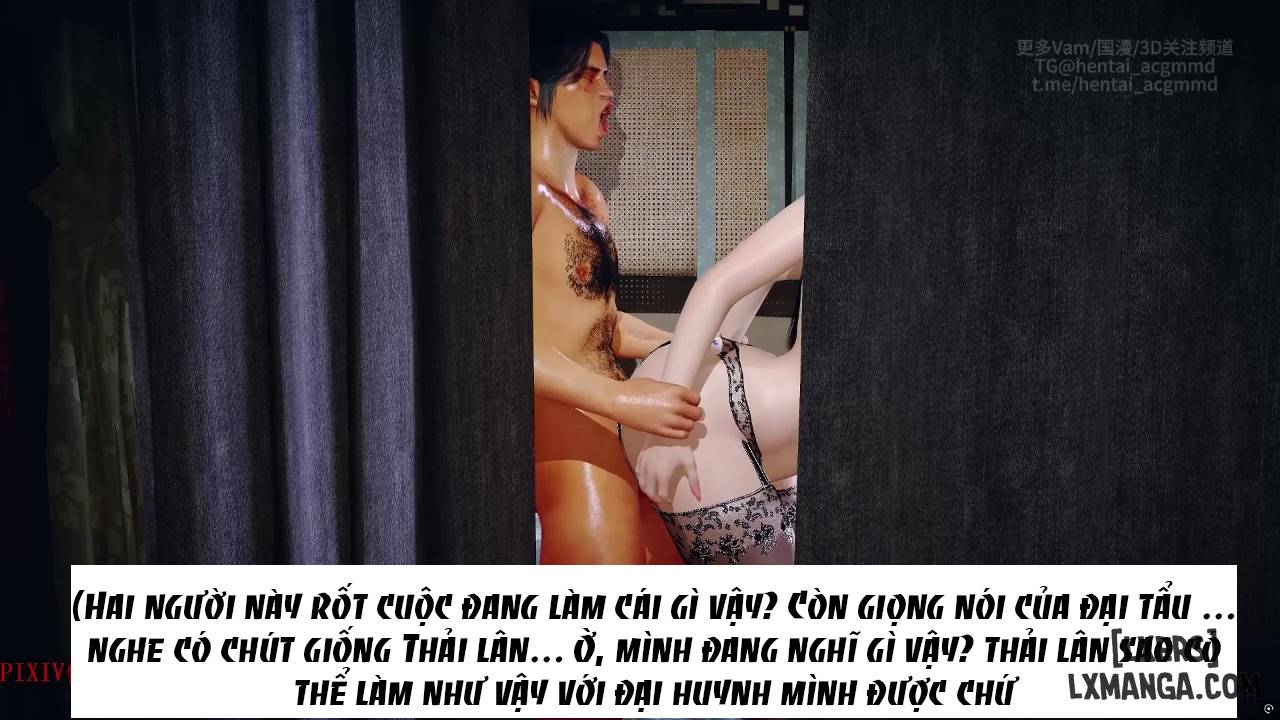 更多Vam/国漫/3D关注频道
TG@hentai_acgmmd
t.me/hentai_acgmmd
(HAI NGƯỜI NÀY RỐT CUỘC ĐANG LÀM CÁI GÌ VẬY? CÒN GIỌNG NÓI CỦA ĐẠI TẨU ...
NGHE CÓ CHÚT GIỐNG THẢI LÂN... Ờ, MÌNH ĐANG NGHĨ GÌ VẬY? THẢI LÂN SAO CÓ
THỂ LÀM NHƯ VẬY VỚI ĐẠI HUYNH MÌNH ĐƯỢC CHỨ
PIXIV
LXMANGA.COM